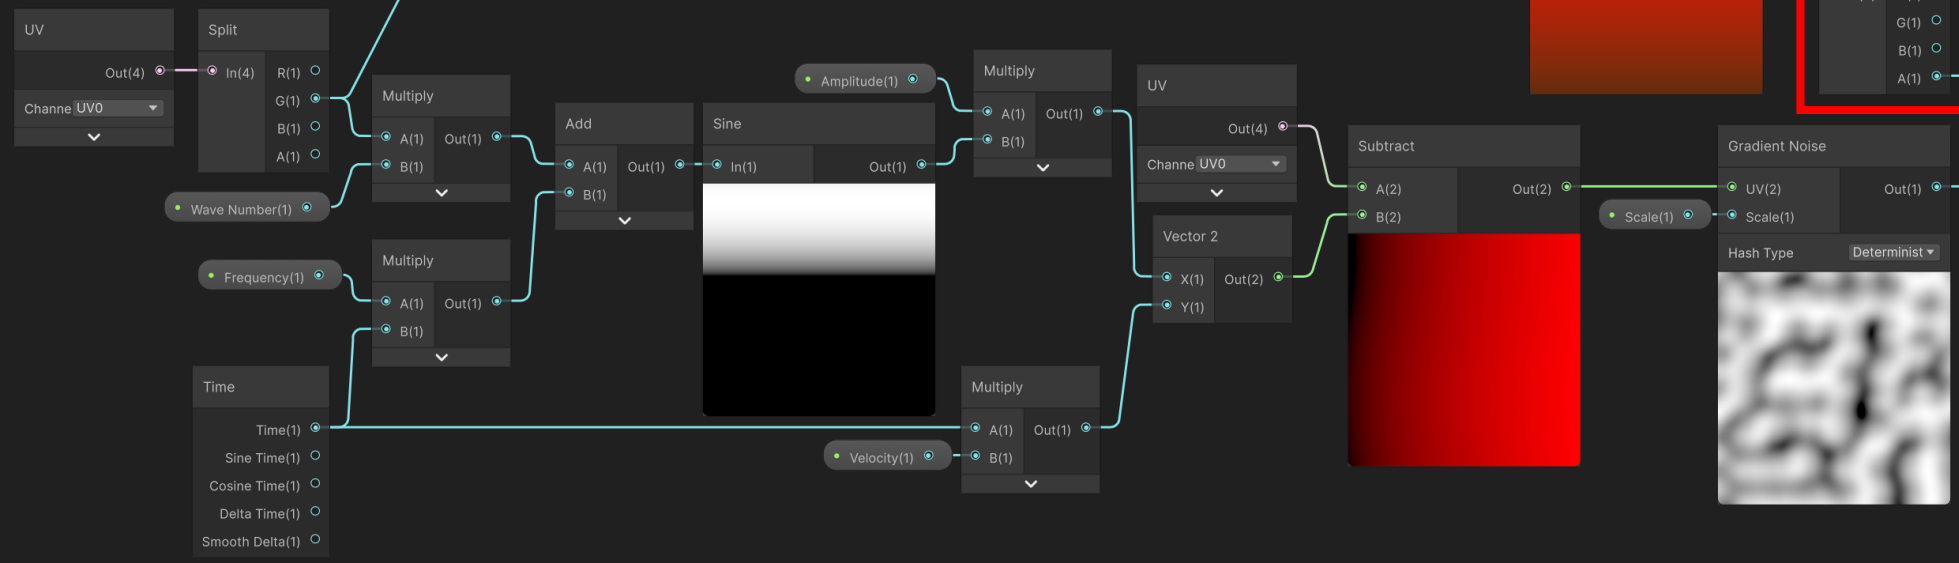 UV
Out(4)
Channe UV0
Split
In(4)
R(1)
G(1)
B(1)
A(1)
Wave Number(1)
Multiply
A(1)
Out(1)
B(1)
Frequency(1)
Multiply
A(1)
Out(1)
B(1)
Time
Time(1)
Sine Time(1)
Cosine Time(1)
Delta Time(1)
Smooth Delta(1)
Add
A(1)
Out(1)
B(1)
Sine
In(1)
Out(1)
Amplitude(1)
Multiply
A(1)
Out(1)
B(1)
Velocity(1)
Multiply
A(1)
Out(1)
B(1)
UV
Out(4)
Channe UV0
Vector 2
X(1)
Out(2)
Y(1)
Subtract
A(2)
Out(2)
B(2)
Scale(1)
Gradient Noise
UV(2)
Out(1)
Scale(1)
Hash Type
Determinist
G(1)
B(1)
A(1)